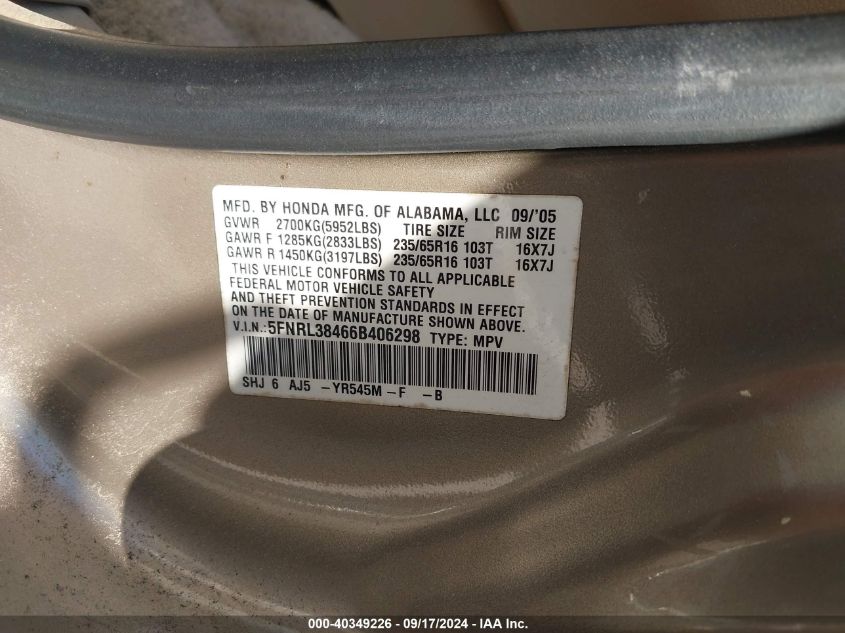 MFD. BY HONDA MFG. OF ALABAMA, LLC 09/'05
GVWR 2700KG(5952LBS) TIRE SIZE RIM SIZE
GAWR F 1285KG(2833LBS) 235/65R16 103T 16X7J
GAWR R 1450KG(3197LBS) 235/65R16 103T 16X7J
THIS VEHICLE CONFORMS TO ALL APPLICABLE
FEDERAL MOTOR VEHICLE SAFETY
AND THEFT PREVENTION STANDARDS IN EFFECT
ON THE DATE OF MANUFACTURE SHOWN ABOVE.
V.I.N.:5FNRL38466B406298 TYPE: MPV
SHJ 6 AJ5 -YR545M -F -B
000-40349226 - 09/17/2024 - IAA Inc.